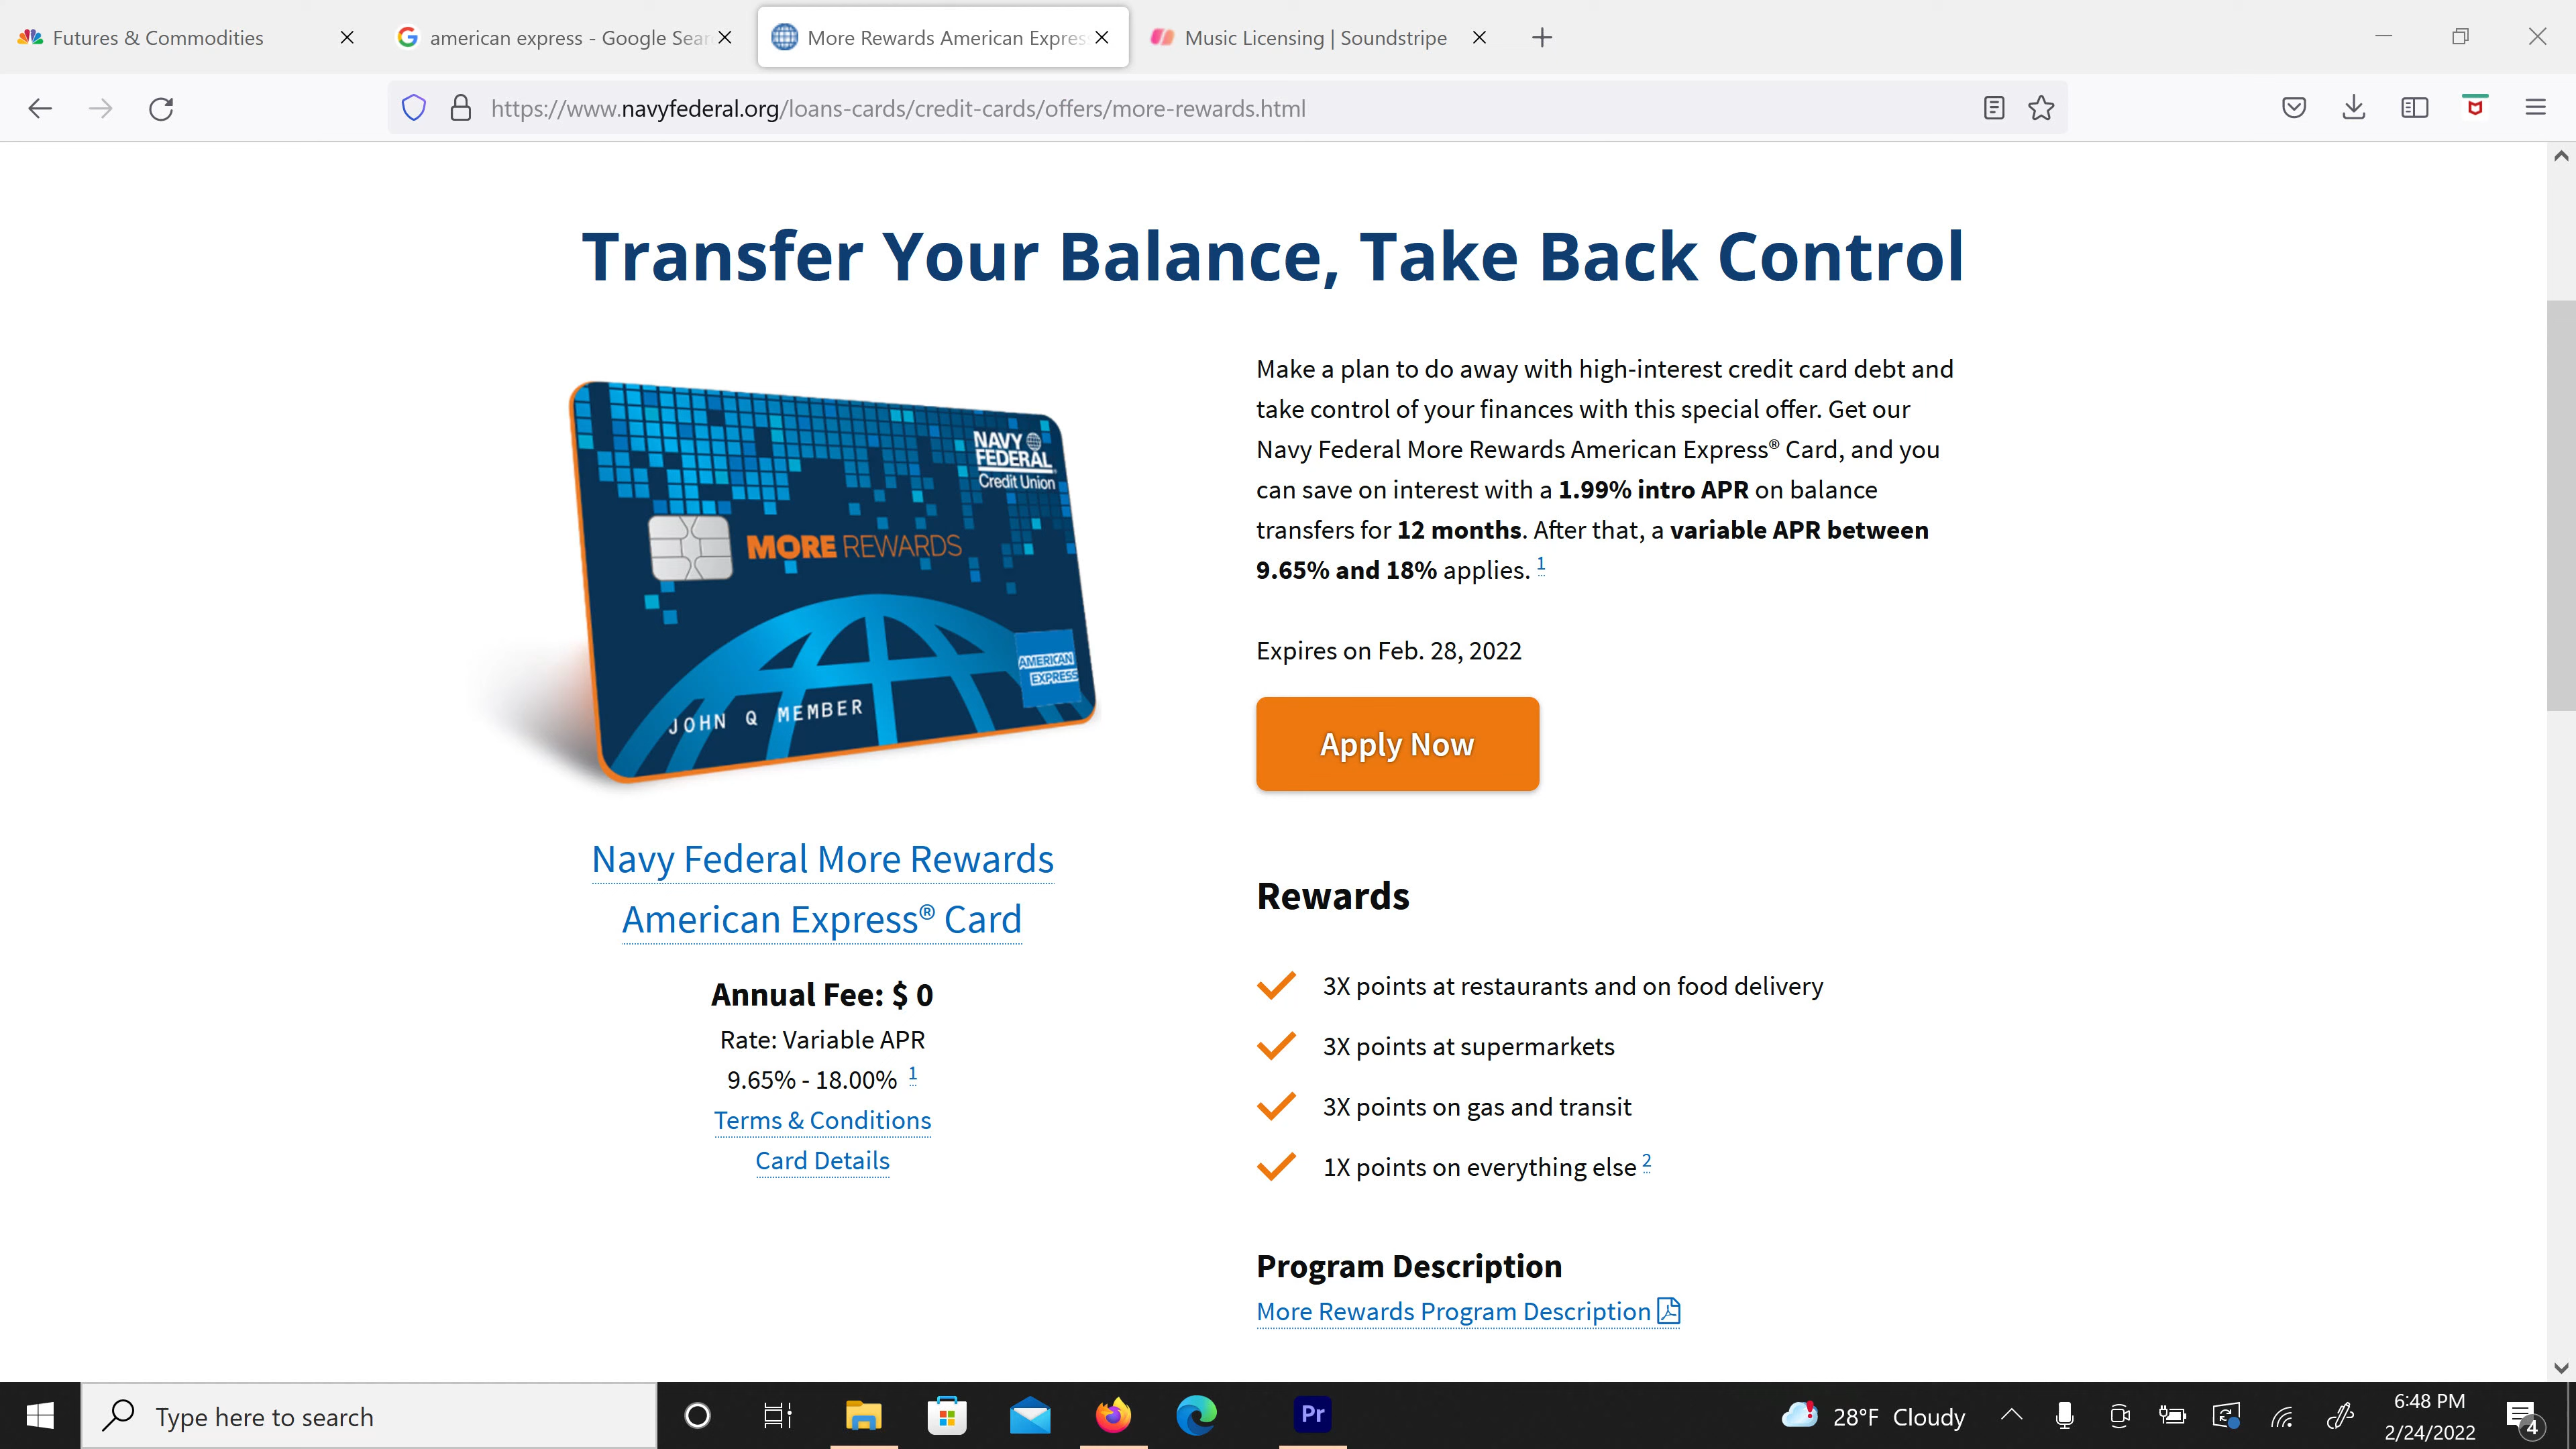 Futures & Commodities
american express - Google Sear
More Rewards American Expres
Music Licensing | Soundstripe
https://www.navyfederal.org/loans-cards/credit-cards/offers/more-rewards.html
Transfer Your Balance, Take Back Control
NAVY
FEDERAL
Credit Union
MORE REWARDS
AMERICAN
EXPRESS
JOHN Q MEMBER
Navy Federal More Rewards
American Express® Card
Annual Fee: $ 0
Rate: Variable APR
9.65% - 18.00% 1
Terms & Conditions
Card Details
Make a plan to do away with high-interest credit card debt and
take control of your finances with this special offer. Get our
Navy Federal More Rewards American Express® Card, and you
can save on interest with a 1.99% intro APR on balance
transfers for 12 months. After that, a variable APR between
9.65% and 18% applies. 1
Expires on Feb. 28, 2022
Apply Now
Rewards
3X points at restaurants and on food delivery
3X points at supermarkets
3X points on gas and transit
1X points on everything else 2
Program Description
More Rewards Program Description
Type here to search
Pr
28°F Cloudy
6:48 PM
2/24/2022
4